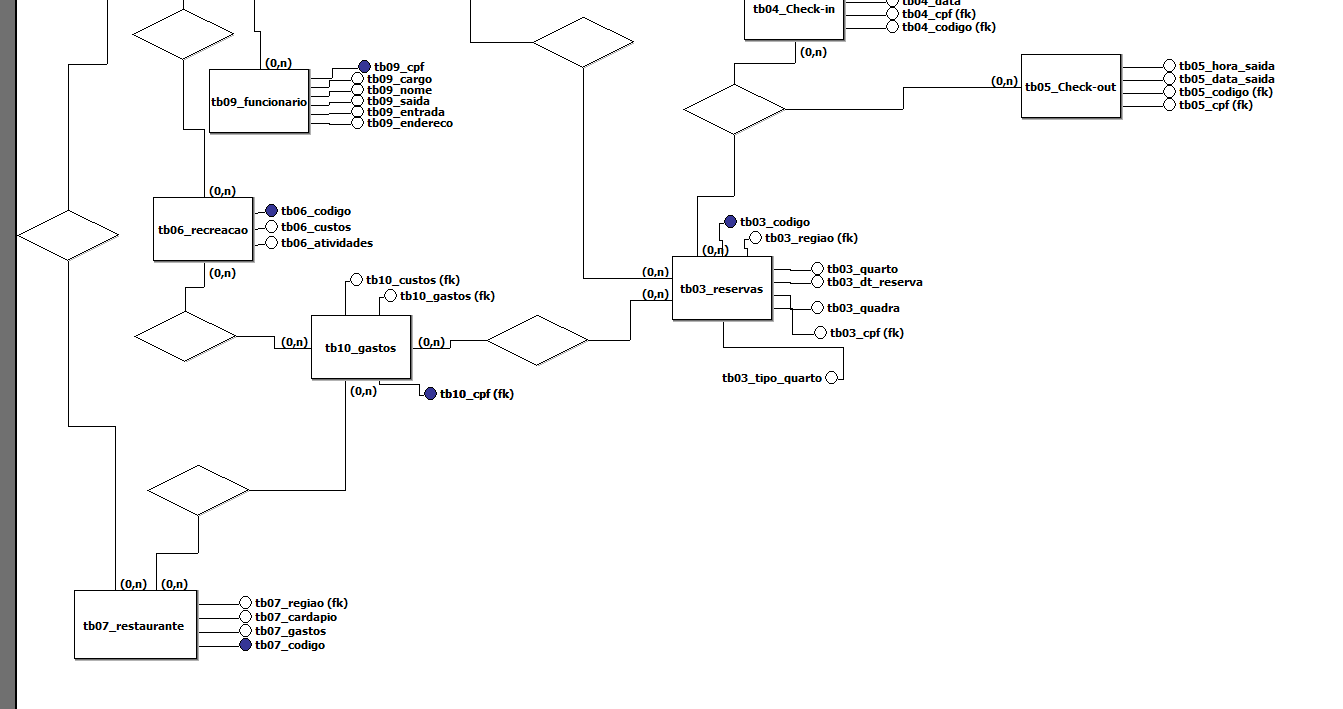 tb04_data
tb04_Check-in
tb04_cpf (fk)
tb04_codigo (fk)
(0,n)
(0,n)
tb09_funcionario
tb09_cpf
tb09_cargo
tb09_nome
tb09_saida
tb09_entrada
tb09_endereco
(0,n)
tb05_Check-out
tb05_hora_saida
tb05_data_saida
tb05_codigo (fk)
tb05_cpf (fk)
(0,n)
tb06_recreacao
tb06_codigo
tb06_custos
tb06_atividades
(0,n)
tb03_codigo
tb03_regiao (fk)
(0,n)
(0,n)
(0,n)
tb03_reservas
tb03_quarto
tb03_dt_reserva
tb03_quadra
tb03_cpf (fk)
tb03_tipo_quarto
tb10_custos (fk)
tb10_gastos (fk)
(0,n)
tb10_gastos
(0,n)
(0,n)
tb10_cpf (fk)
(0,n)
(0,n)
tb07_restaurante
tb07_regiao (fk)
tb07_cardapio
tb07_gastos
tb07_codigo